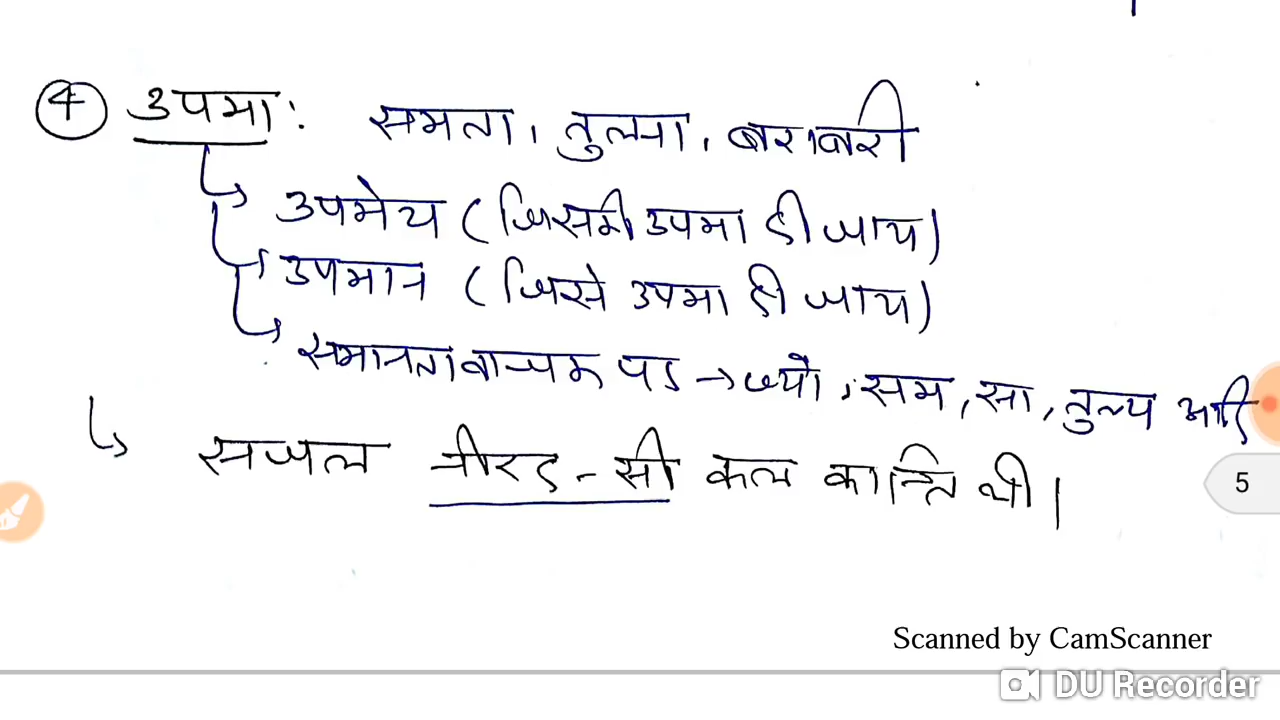 ④ उपमा : समता, तुलना, बराबरी
उपमेय (जिसकी उपमा दी जाय)
उपमान (जिसे उपमा दी जाय)
समानतावाचक पद → ज्यों, सम, सा, तुल्य आदि
सजल नीरद - सी कल कान्ति थी।
5
Scanned by CamScanner
DU Recorder